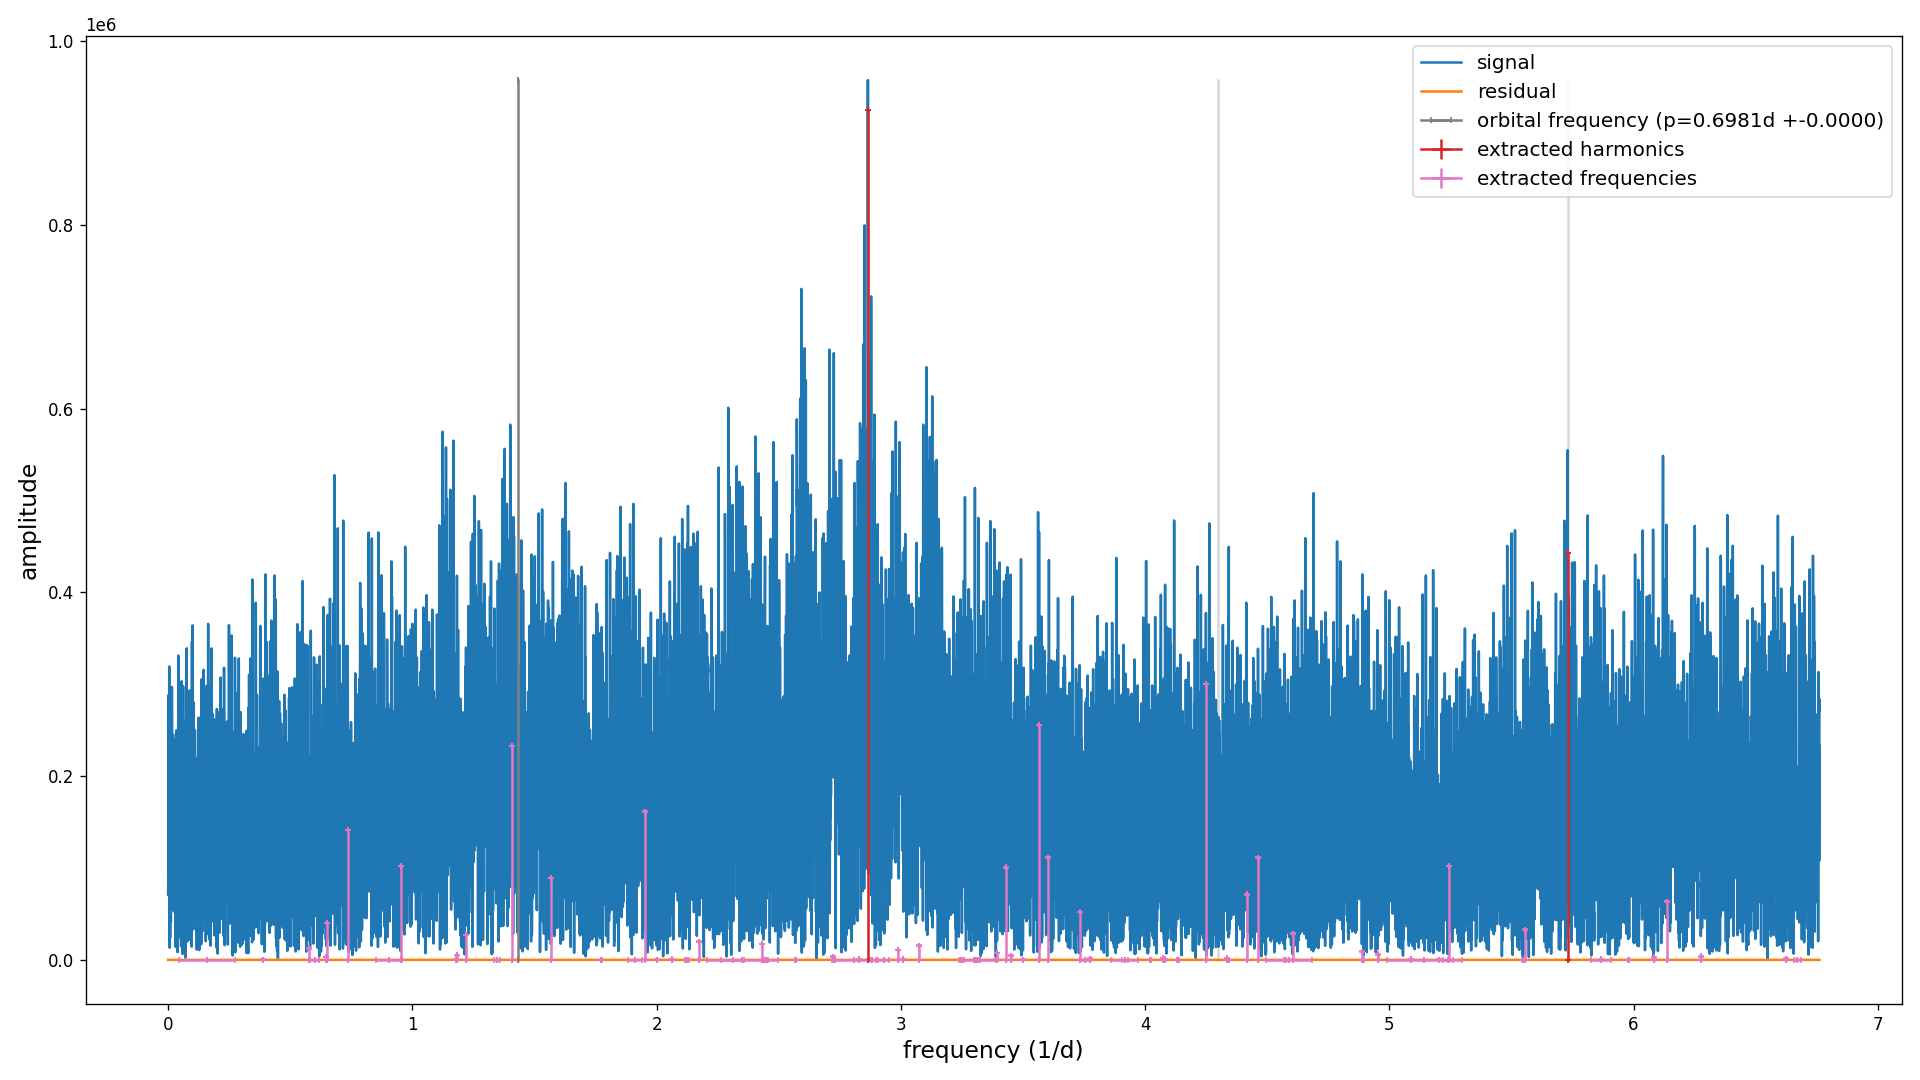 1e6
1.0
0.8
0.6
0.4
0.2
0.0
amplitude
0 1 2 3 4 5 6 7
frequency (1/d)
signal
residual
orbital frequency (p=0.6981d +-0.0000)
extracted harmonics
extracted frequencies